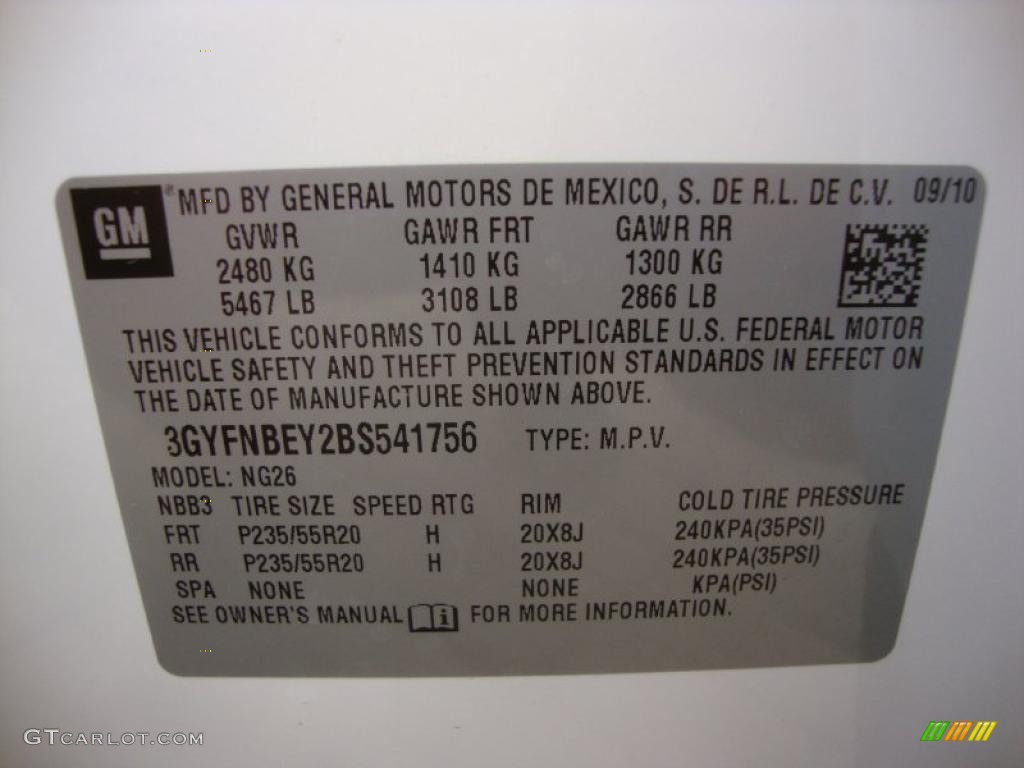 GM ® MFD BY GENERAL MOTORS DE MEXICO, S. DE R.L. DE C.V. 09/10
GVWR GAWR FRT GAWR RR
2480 KG 1410 KG 1300 KG
5467 LB 3108 LB 2866 LB
THIS VEHICLE CONFORMS TO ALL APPLICABLE U.S. FEDERAL MOTOR
VEHICLE SAFETY AND THEFT PREVENTION STANDARDS IN EFFECT ON
THE DATE OF MANUFACTURE SHOWN ABOVE.
3GYFNBEY2BS541756 TYPE: M.P.V.
MODEL: NG26
NBB3 TIRE SIZE SPEED RTG RIM COLD TIRE PRESSURE
FRT P235/55R20 H 20X8J 240KPA(35PSI)
RR P235/55R20 H 20X8J 240KPA(35PSI)
SPA NONE NONE KPA(PSI)
SEE OWNER'S MANUAL i FOR MORE INFORMATION.
GTCARLOT.COM